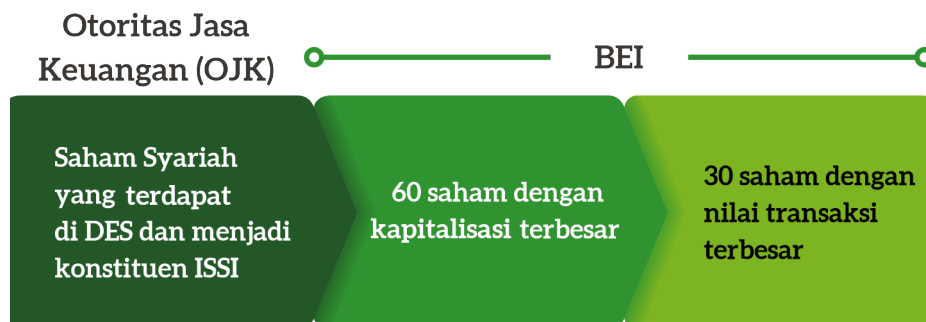 Otoritas Jasa
Keuangan (OJK)
BEI
Saham Syariah
yang terdapat
di DES dan menjadi
konstituen ISSI
60 saham dengan
kapitalisasi terbesar
30 saham dengan
nilai transaksi
terbesar